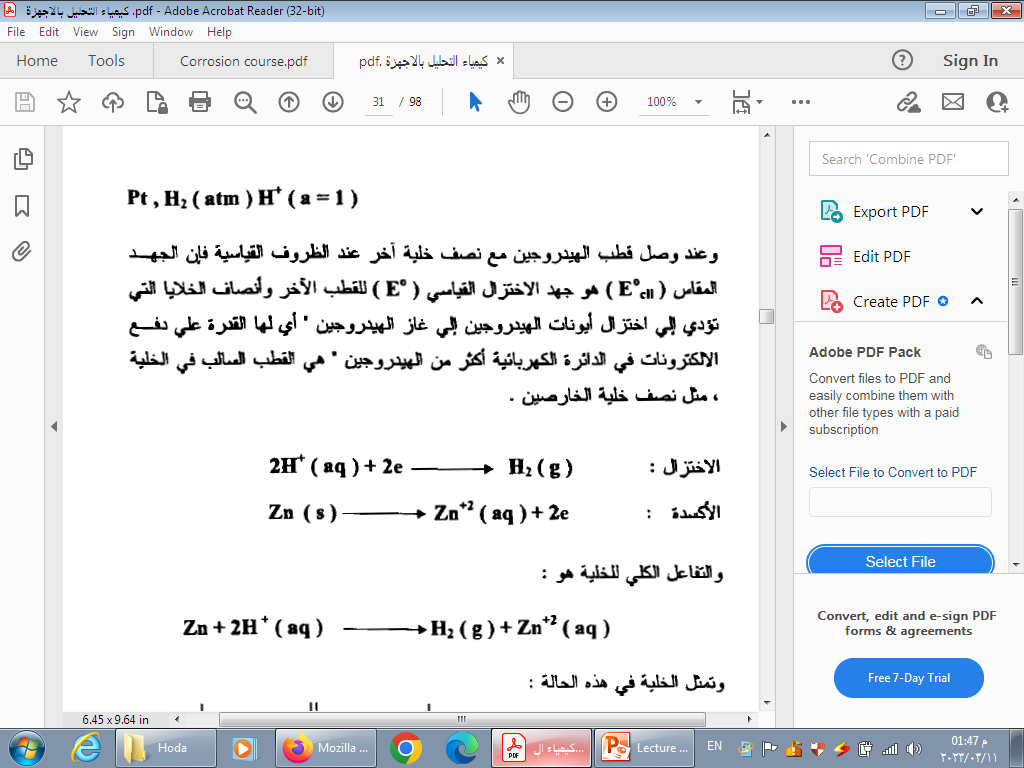 كيمياء التحليل بالاجهزة .pdf - Adobe Acrobat Reader (32-bit)
File Edit View Sign Window Help
Home Tools Corrosion course.pdf كيمياء التحليل بالاجهزة .pdf × Sign In
31 / 98 100%
Pt , H₂ ( atm ) H⁺ ( a = 1 )
وعند وصل قطب الهيدروجين مع نصف خلية آخر عند الظروف القياسية فإن الجهـــد
المقاس ( E°cll ) هو جهد الاختزال القياسي ( E° ) للقطب الآخر وأنصاف الخلايا التي
تؤدي إلي اختزال أيونات الهيدروجين إلي غاز الهيدروجين " أي لها القدرة علي دفـــع
الالكترونات في الدائرة الكهربائية أكثر من الهيدروجين " هي القطب السالب في الخلية
، مثل نصف خلية الخارصين .
الاختزال : 2H⁺ ( aq ) + 2e ⟶ H₂ ( g )
الأكسدة : Zn ( s ) ⟶ Zn⁺² ( aq ) + 2e
والتفاعل الكلي للخلية هو :
Zn + 2H⁺ ( aq ) ⟶ H₂ ( g ) + Zn⁺² ( aq )
وتمثل الخلية في هذه الحالة :
6.45 x 9.64 in
Search 'Combine PDF'
Export PDF
Edit PDF
Create PDF
Adobe PDF Pack
Convert files to PDF and
easily combine them with
other file types with a paid
subscription
Select File to Convert to PDF
Select File
Convert, edit and e-sign PDF
forms & agreements
Free 7-Day Trial
Hoda Mozilla ... كيمياء ال... Lecture ... EN
01:47 م
٢٠٢٣/٠٣/١١